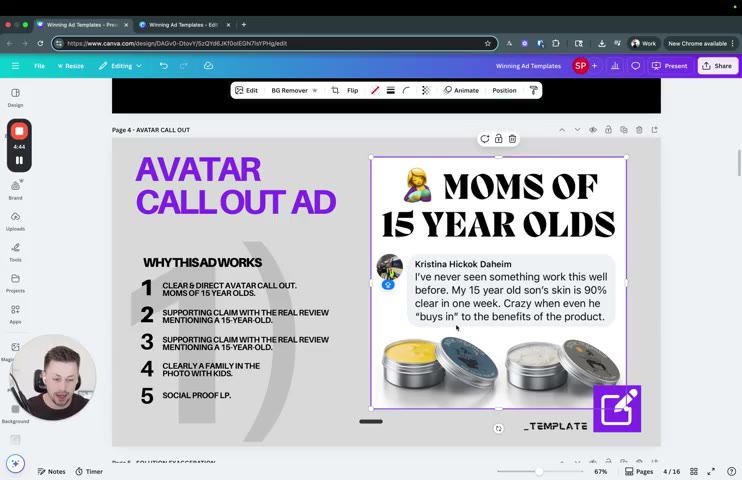 Winning Ad Templates - Pre
Winning Ad Templates - Edit
https://www.canva.com/design/DAGv0-DtovY/5zQYd6JKf0olEGN7lsYPHg/edit
Work
New Chrome available
File
Resize
Editing
Winning Ad Templates
SP
Present
Share
Edit
BG Remover
Flip
Animate
Position
Design
4:44
Brand
Uploads
Tools
Projects
Apps
Background
Page 4 - AVATAR CALL OUT
AVATAR
CALL OUT AD
WHY THIS AD WORKS
1 CLEAR & DIRECT AVATAR CALL OUT.
MOMS OF 15 YEAR OLDS.
2 SUPPORTING CLAIM WITH THE REAL REVIEW
MENTIONING A 15-YEAR-OLD.
3 SUPPORTING CLAIM WITH THE REAL REVIEW
MENTIONING A 15-YEAR-OLD.
4 CLEARLY A FAMILY IN THE
PHOTO WITH KIDS.
5 SOCIAL PROOF LP.
1)
MOMS OF
15 YEAR OLDS
Kristina Hickok Daheim
I've never seen something work this well
before. My 15 year old son's skin is 90%
clear in one week. Crazy when even he
"buys in" to the benefits of the product.
_TEMPLATE
Notes
Timer
67%
Pages
4 / 16